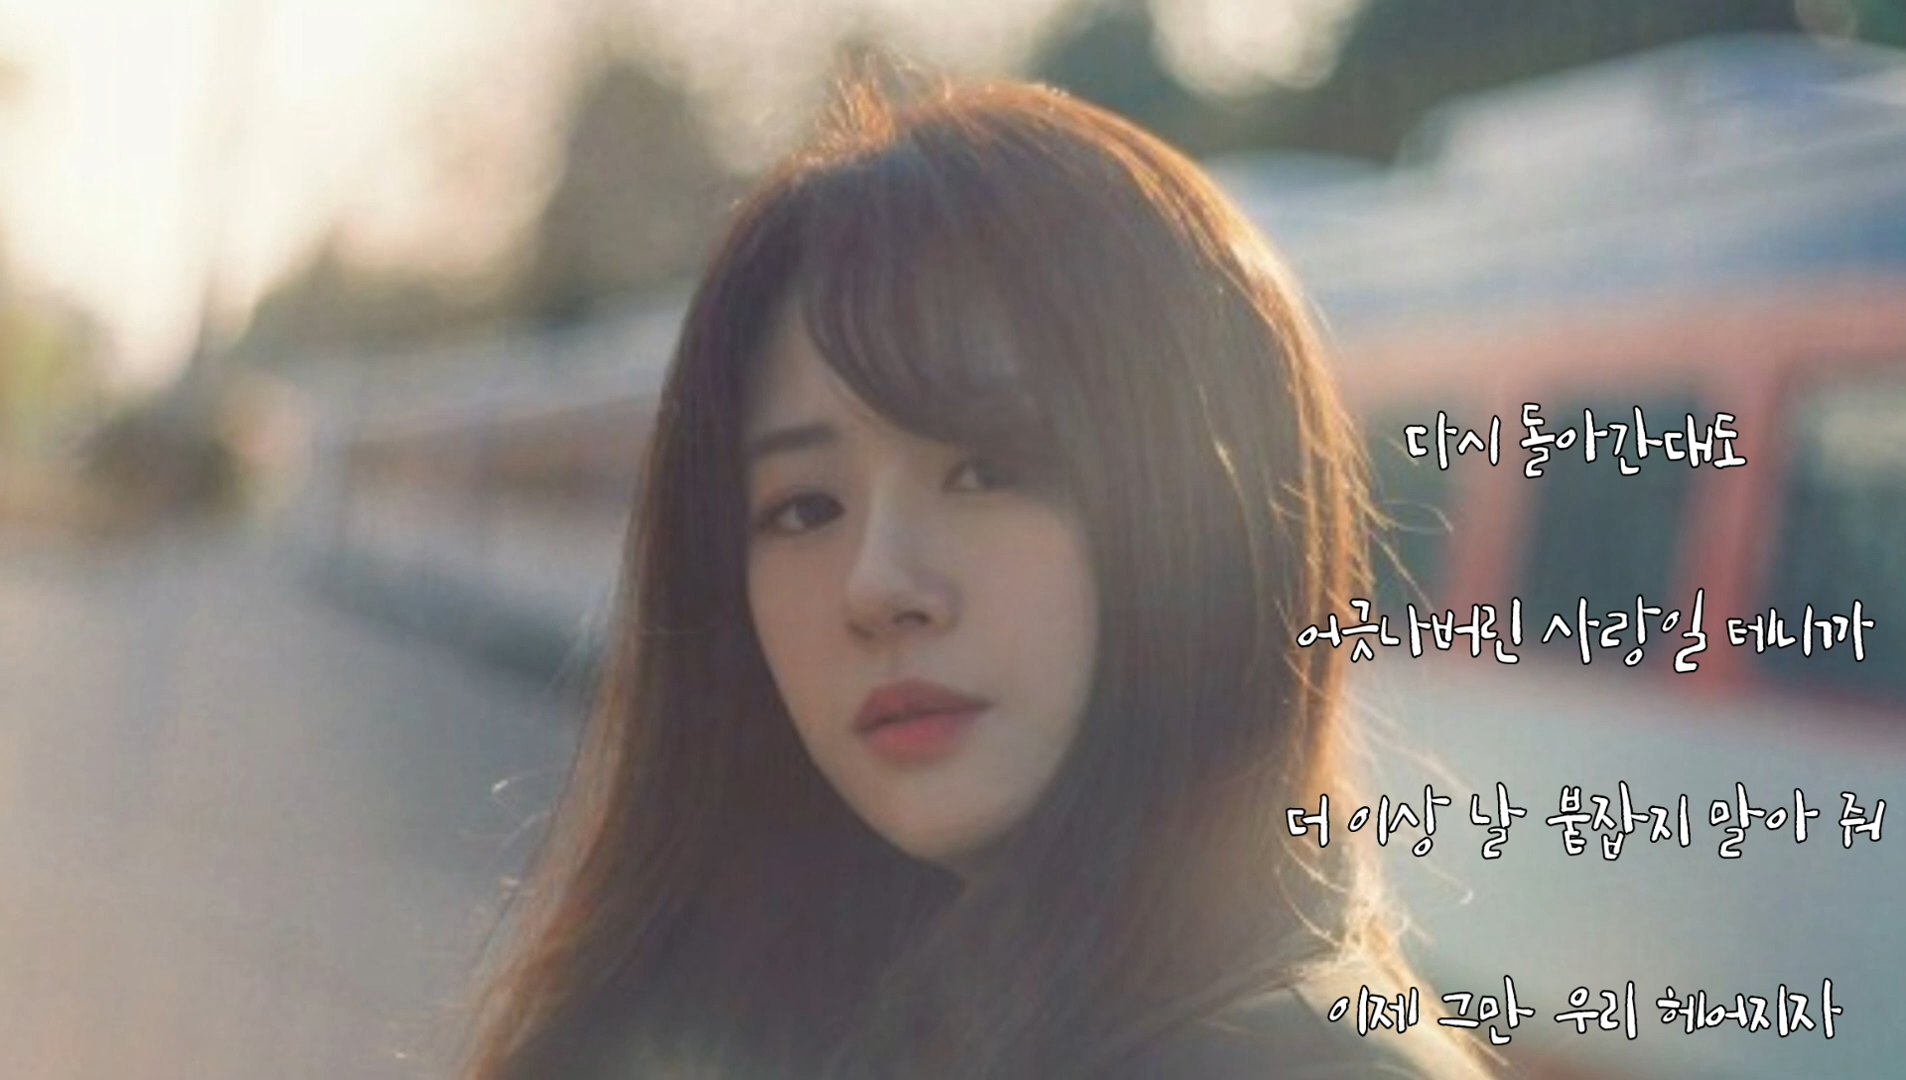 다시 돌아간대도
어긋나버린 사랑일 테니까
더 이상 날 붙잡지 말아 줘
이제 그만 우리 헤어지자